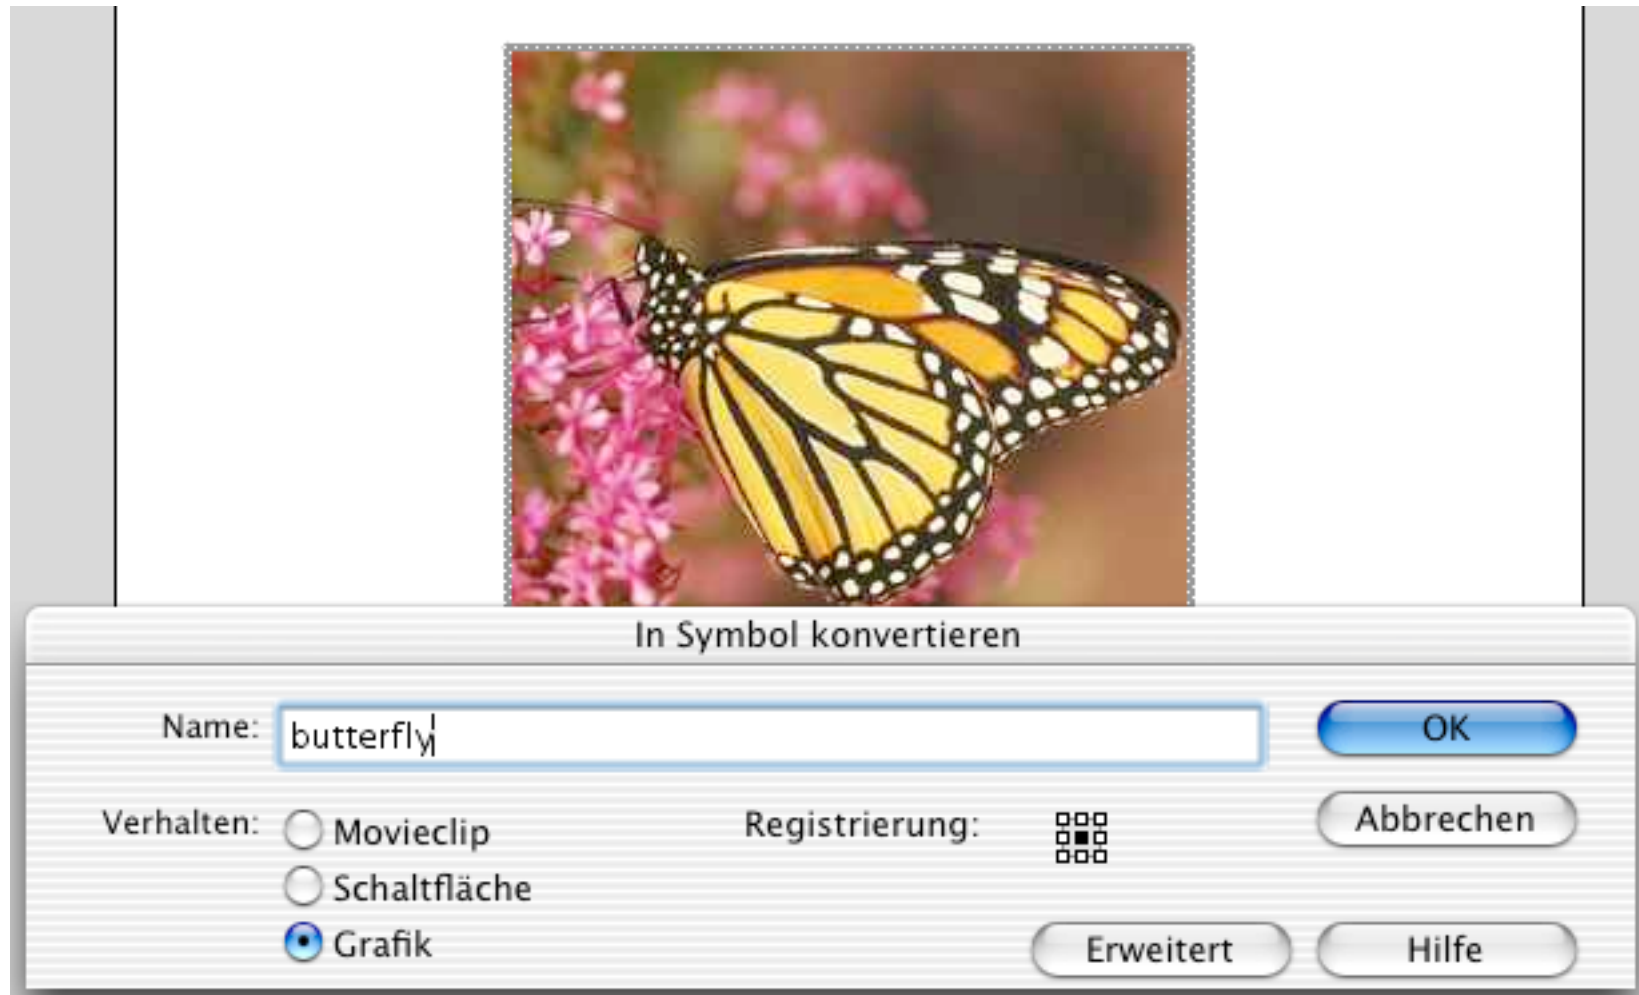 In Symbol konvertieren
Name: butterfly OK
Verhalten: Movieclip Registrierung: Abbrechen
Schaltfläche
Grafik Erweitert Hilfe